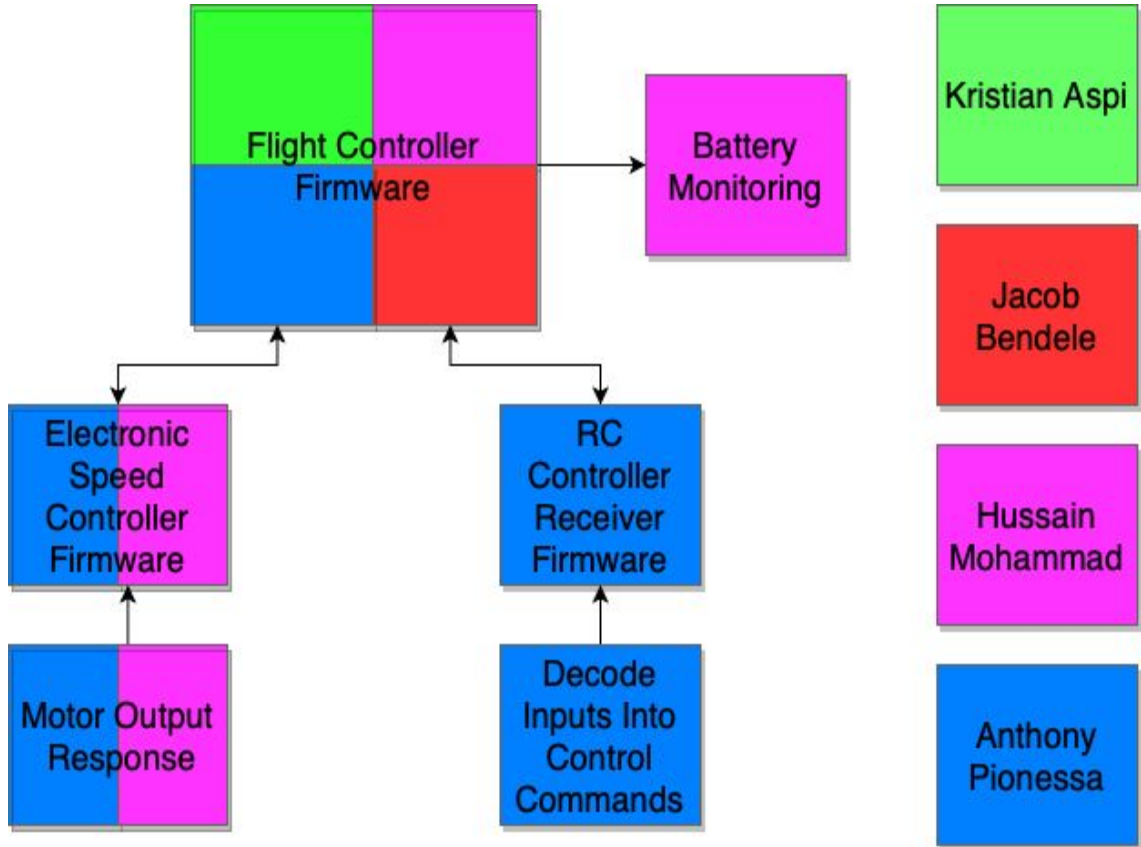 Flight Controller
Firmware
Battery
Monitoring
Kristian Aspi
Jacob
Bendele
Electronic
Speed
Controller
Firmware
RC
Controller
Receiver
Firmware
Hussain
Mohammad
Motor Output
Response
Decode
Inputs Into
Control
Commands
Anthony
Pionessa